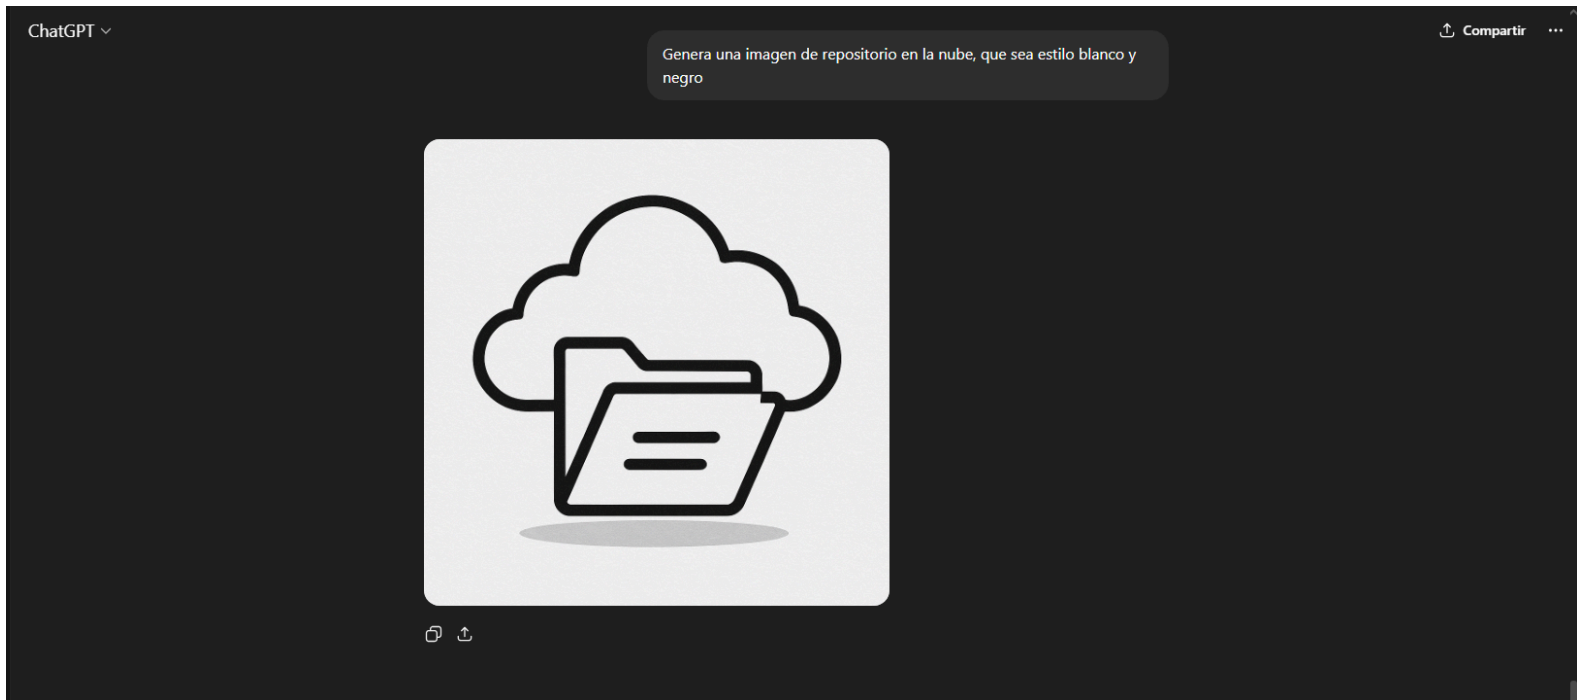 ChatGPT
Compartir
Genera una imagen de repositorio en la nube, que sea estilo blanco y
negro